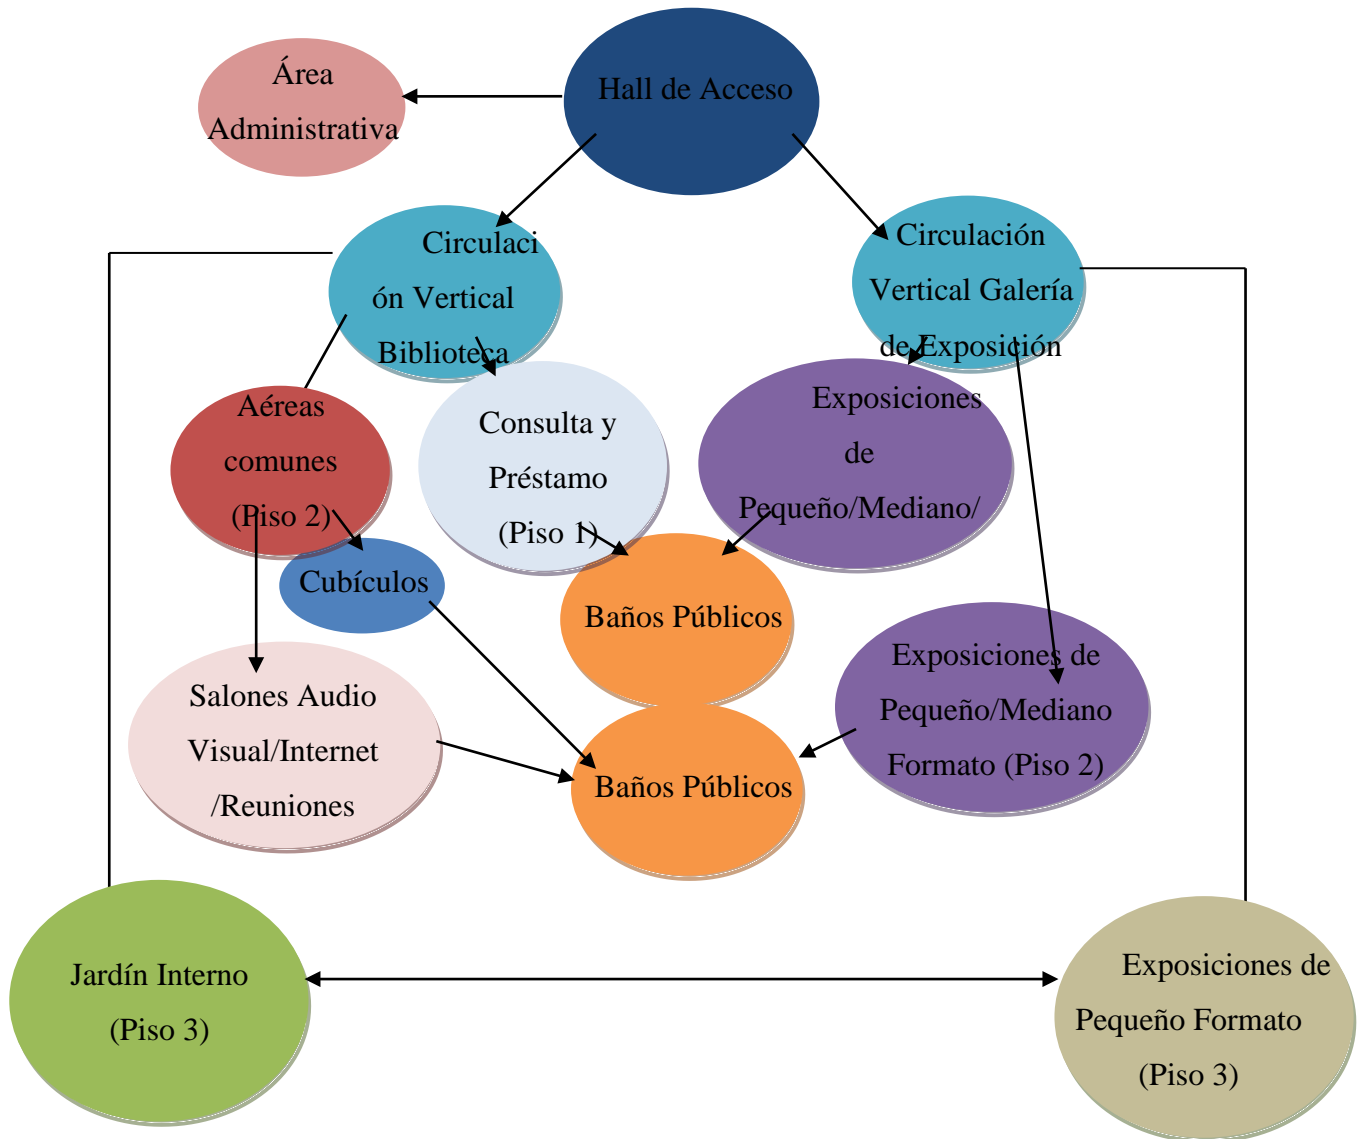 Área
Administrativa
Hall de Acceso
Circulaci
ón Vertical
Biblioteca
Circulación
Vertical Galería
de Exposición
Aéreas
comunes
(Piso 2)
Consulta y
Préstamo
(Piso 1)
Exposiciones
de
Pequeño/Mediano/
Cubículos
Baños Públicos
Salones Audio
Visual/Internet
/Reuniones
Baños Públicos
Exposiciones de
Pequeño/Mediano
Formato (Piso 2)
Jardín Interno
(Piso 3)
Exposiciones de
Pequeño Formato
(Piso 3)